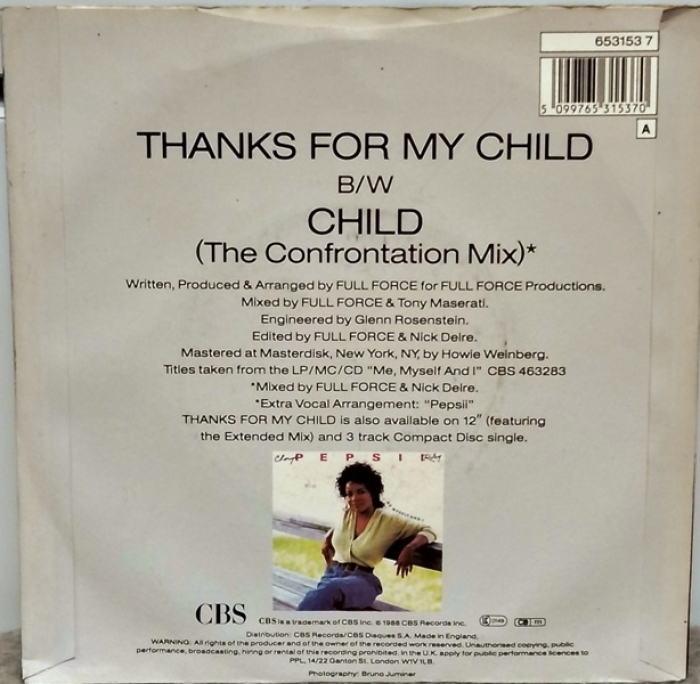 653153 7
5 099765 315370
A
THANKS FOR MY CHILD
B/W
CHILD
(The Confrontation Mix)*
Written, Produced & Arranged by FULL FORCE for FULL FORCE Productions.
Mixed by FULL FORCE & Tony Maserati.
Engineered by Glenn Rosenstein.
Edited by FULL FORCE & Nick Deire.
Mastered at Masterdisk, New York, NY, by Howie Weinberg.
Titles taken from the LP/MC/CD "Me, Myself And I" CBS 463283
*Mixed by FULL FORCE & Nick Deire.
*Extra Vocal Arrangement: "Pepsii"
THANKS FOR MY CHILD is also available on 12" (featuring
the Extended Mix) and 3 track Compact Disc single.
PEPSII
CBS CBS is a trademark of CBS Inc. © 1988 CBS Records Inc.
Distribution: CBS Records/CBS Disques S.A. Made in England.
WARNING: All rights of the producer and of the owner of the recorded work reserved. Unauthorised copying, public
performance, broadcasting, hiring or rental of this recording prohibited. In the U.K. apply for public performance licences to
PPL, 14/22 Ganton St. London W1V 1LB.
Photography: Bruno Juminer